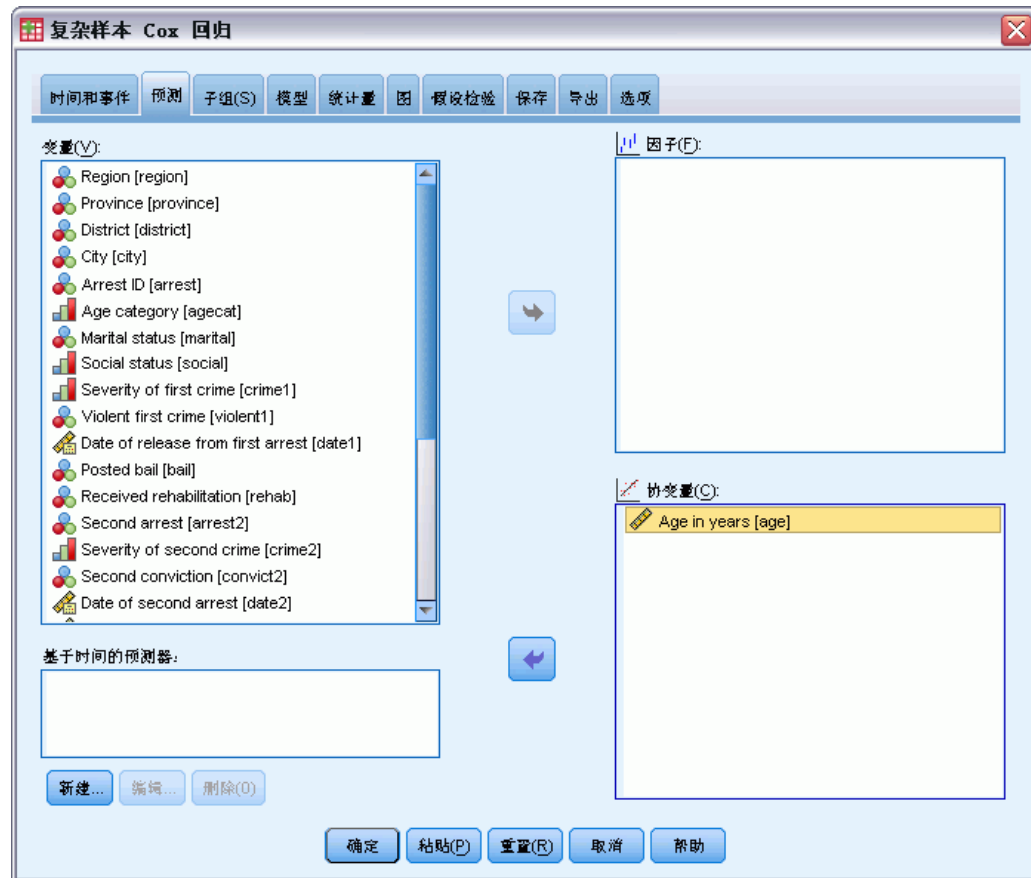 复杂样本 Cox 回归
时间和事件 预测 子组(S) 模型 统计量 图 假设检验 保存 导出 选项
变量(V):
Region [region]
Province [province]
District [district]
City [city]
Arrest ID [arrest]
Age category [agecat]
Marital status [marital]
Social status [social]
Severity of first crime [crime1]
Violent first crime [violent1]
Date of release from first arrest [date1]
Posted bail [bail]
Received rehabilitation [rehab]
Second arrest [arrest2]
Severity of second crime [crime2]
Second conviction [convict2]
Date of second arrest [date2]
基于时间的预测器:
新建... 编辑... 删除(O)
因子(F):
协变量(C):
Age in years [age]
确定 粘贴(P) 重置(R) 取消 帮助